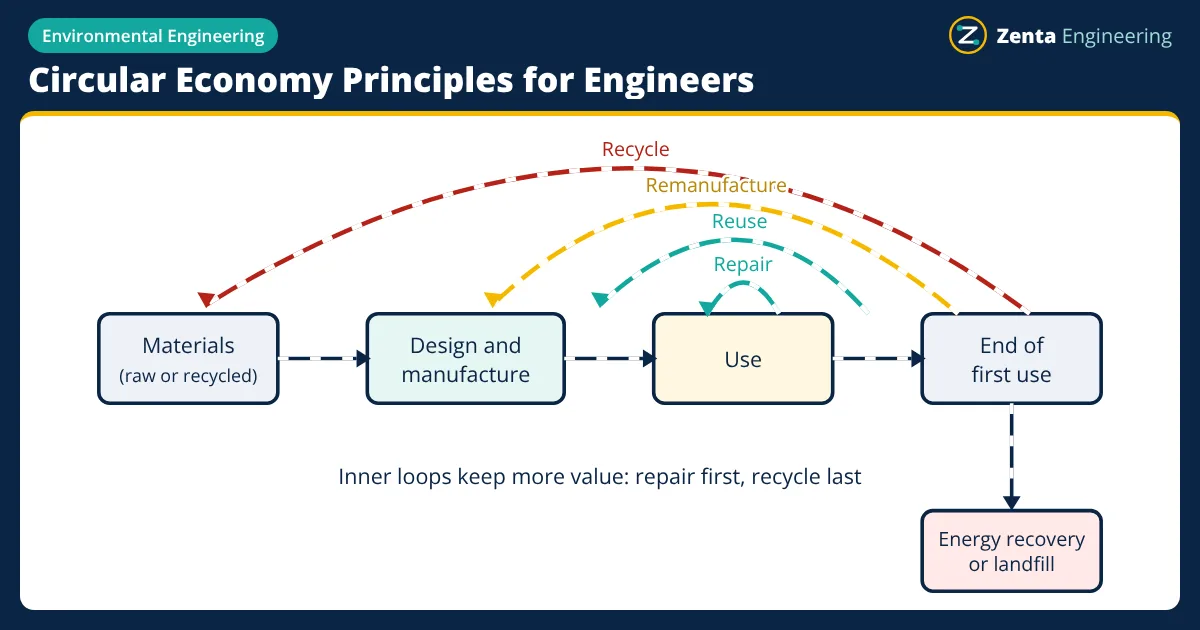 Environmental Engineering
Zenta Engineering
Circular Economy Principles for Engineers
Recycle
Remanufacture
Reuse
Repair
Materials
(raw or recycled)
Design and
manufacture
Use
End of
first use
Inner loops keep more value: repair first, recycle last
Energy recovery
or landfill